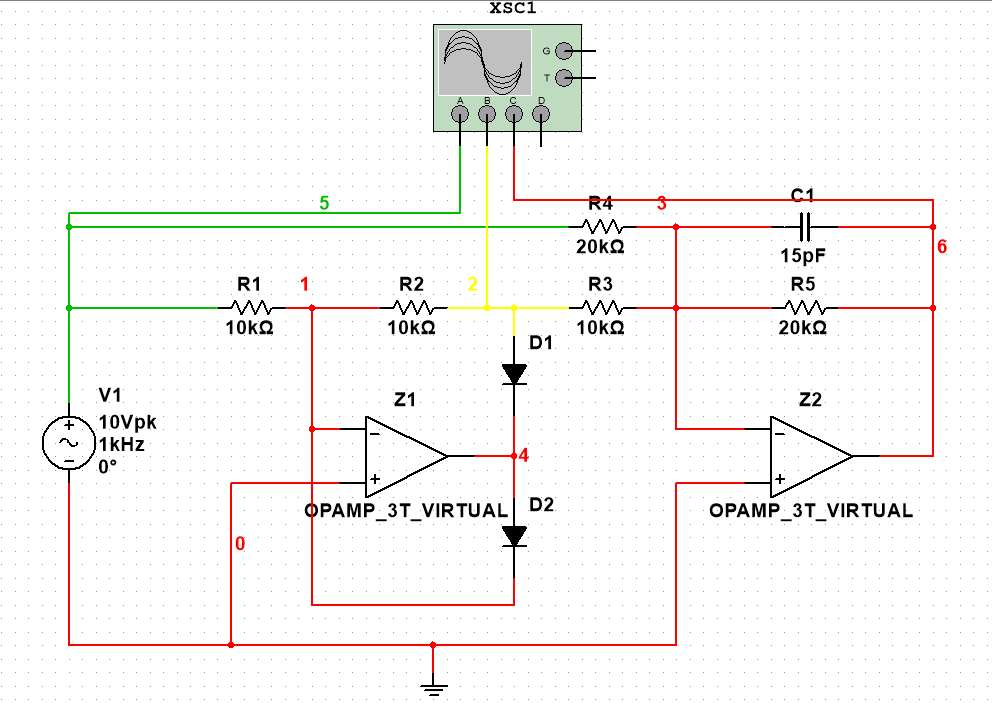 XSC1
G
T
A B C D
5
R4
3
C1
20kΩ
15pF
6
R1
1
R2
2
R3
R5
10kΩ
10kΩ
10kΩ
20kΩ
D1
V1
10Vpk
1kHz
0°
Z1
Z2
4
D2
OPAMP_3T_VIRTUAL
OPAMP_3T_VIRTUAL
0